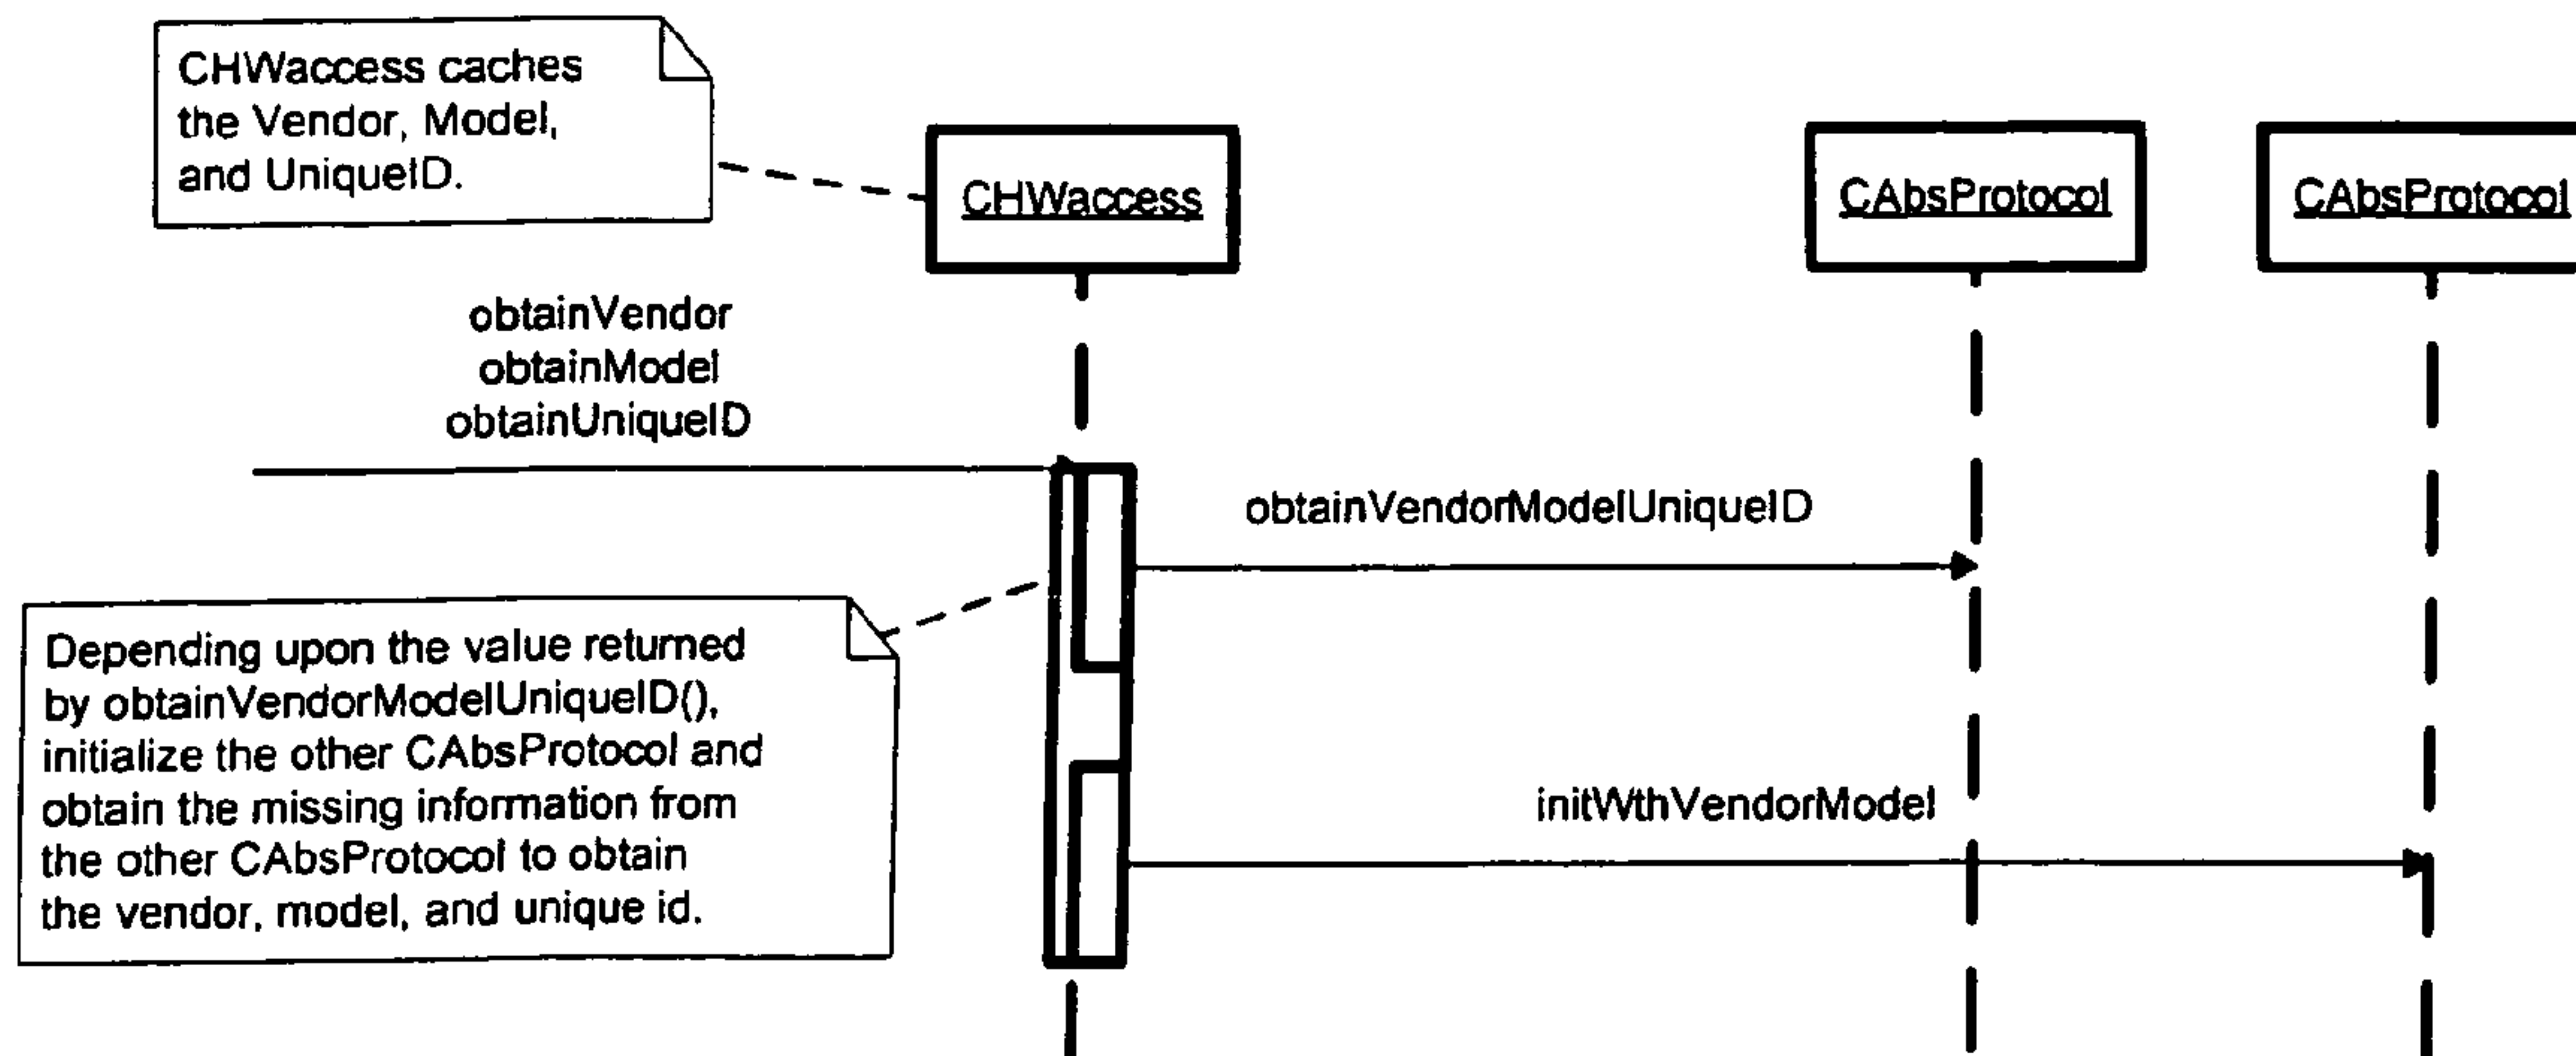 CHWaccess caches
the Vendor, Model,
and UniqueID.
CHWaccess
CAbsProtocol
CAbsProtocol
obtainVendor
obtainModel
obtainUniqueID
obtainVendorModelUniqueID
Depending upon the value returned
by obtainVendorModelUniqueID(),
initialize the other CAbsProtocol and
obtain the missing information from
the other CAbsProtocol to obtain
the vendor, model, and unique id.
initWthVendorModel